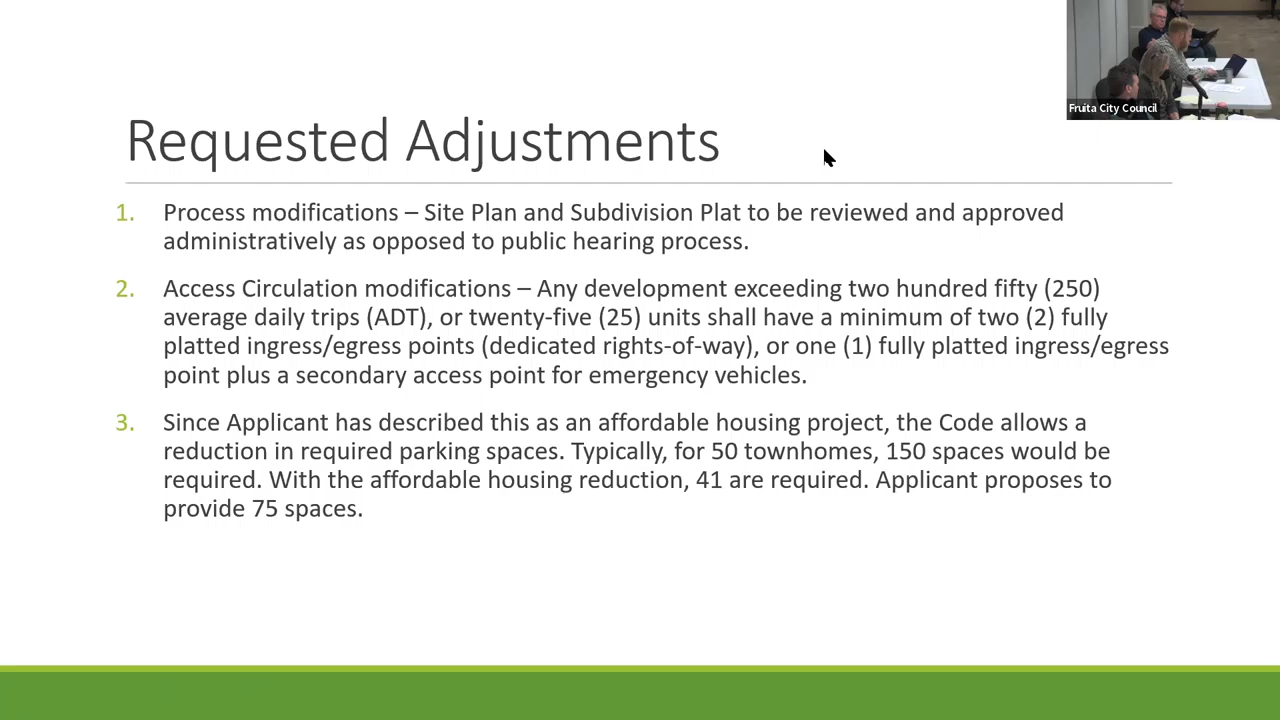 Fruita City Council
Requested Adjustments
1. Process modifications – Site Plan and Subdivision Plat to be reviewed and approved
administratively as opposed to public hearing process.
2. Access Circulation modifications – Any development exceeding two hundred fifty (250)
average daily trips (ADT), or twenty-five (25) units shall have a minimum of two (2) fully
platted ingress/egress points (dedicated rights-of-way), or one (1) fully platted ingress/egress
point plus a secondary access point for emergency vehicles.
3. Since Applicant has described this as an affordable housing project, the Code allows a
reduction in required parking spaces. Typically, for 50 townhomes, 150 spaces would be
required. With the affordable housing reduction, 41 are required. Applicant proposes to
provide 75 spaces.